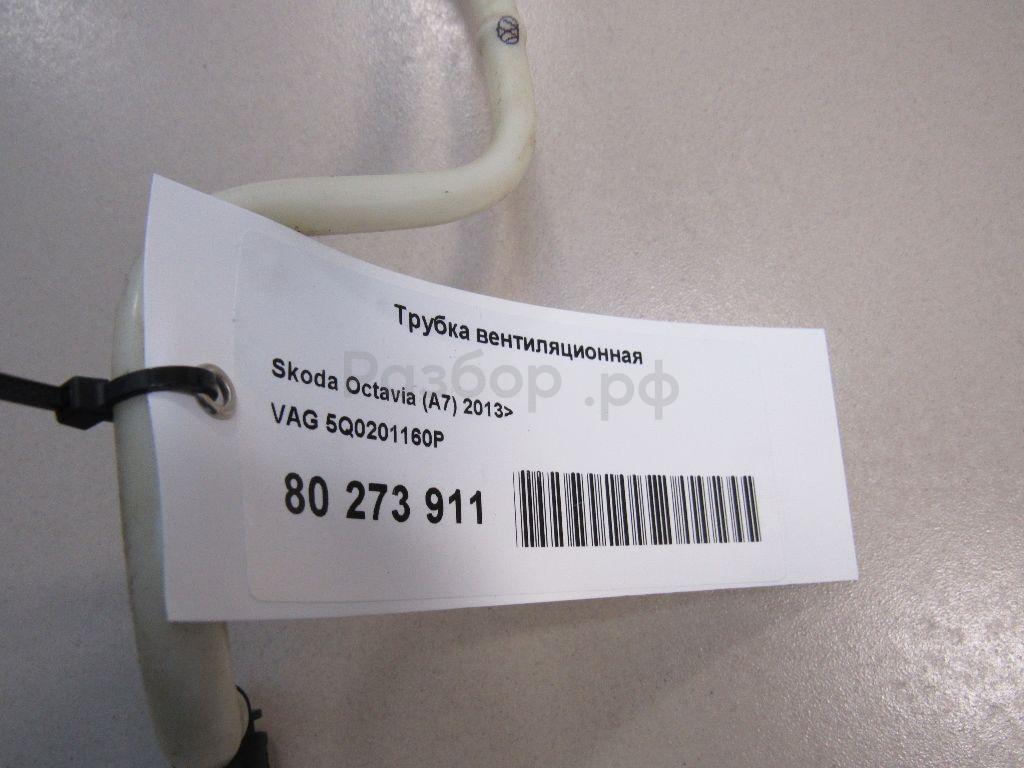 Трубка вентиляционная
Skoda Octavia (A7) 2013>
Разбор.рф
VAG 5Q0201160P
80 273 911